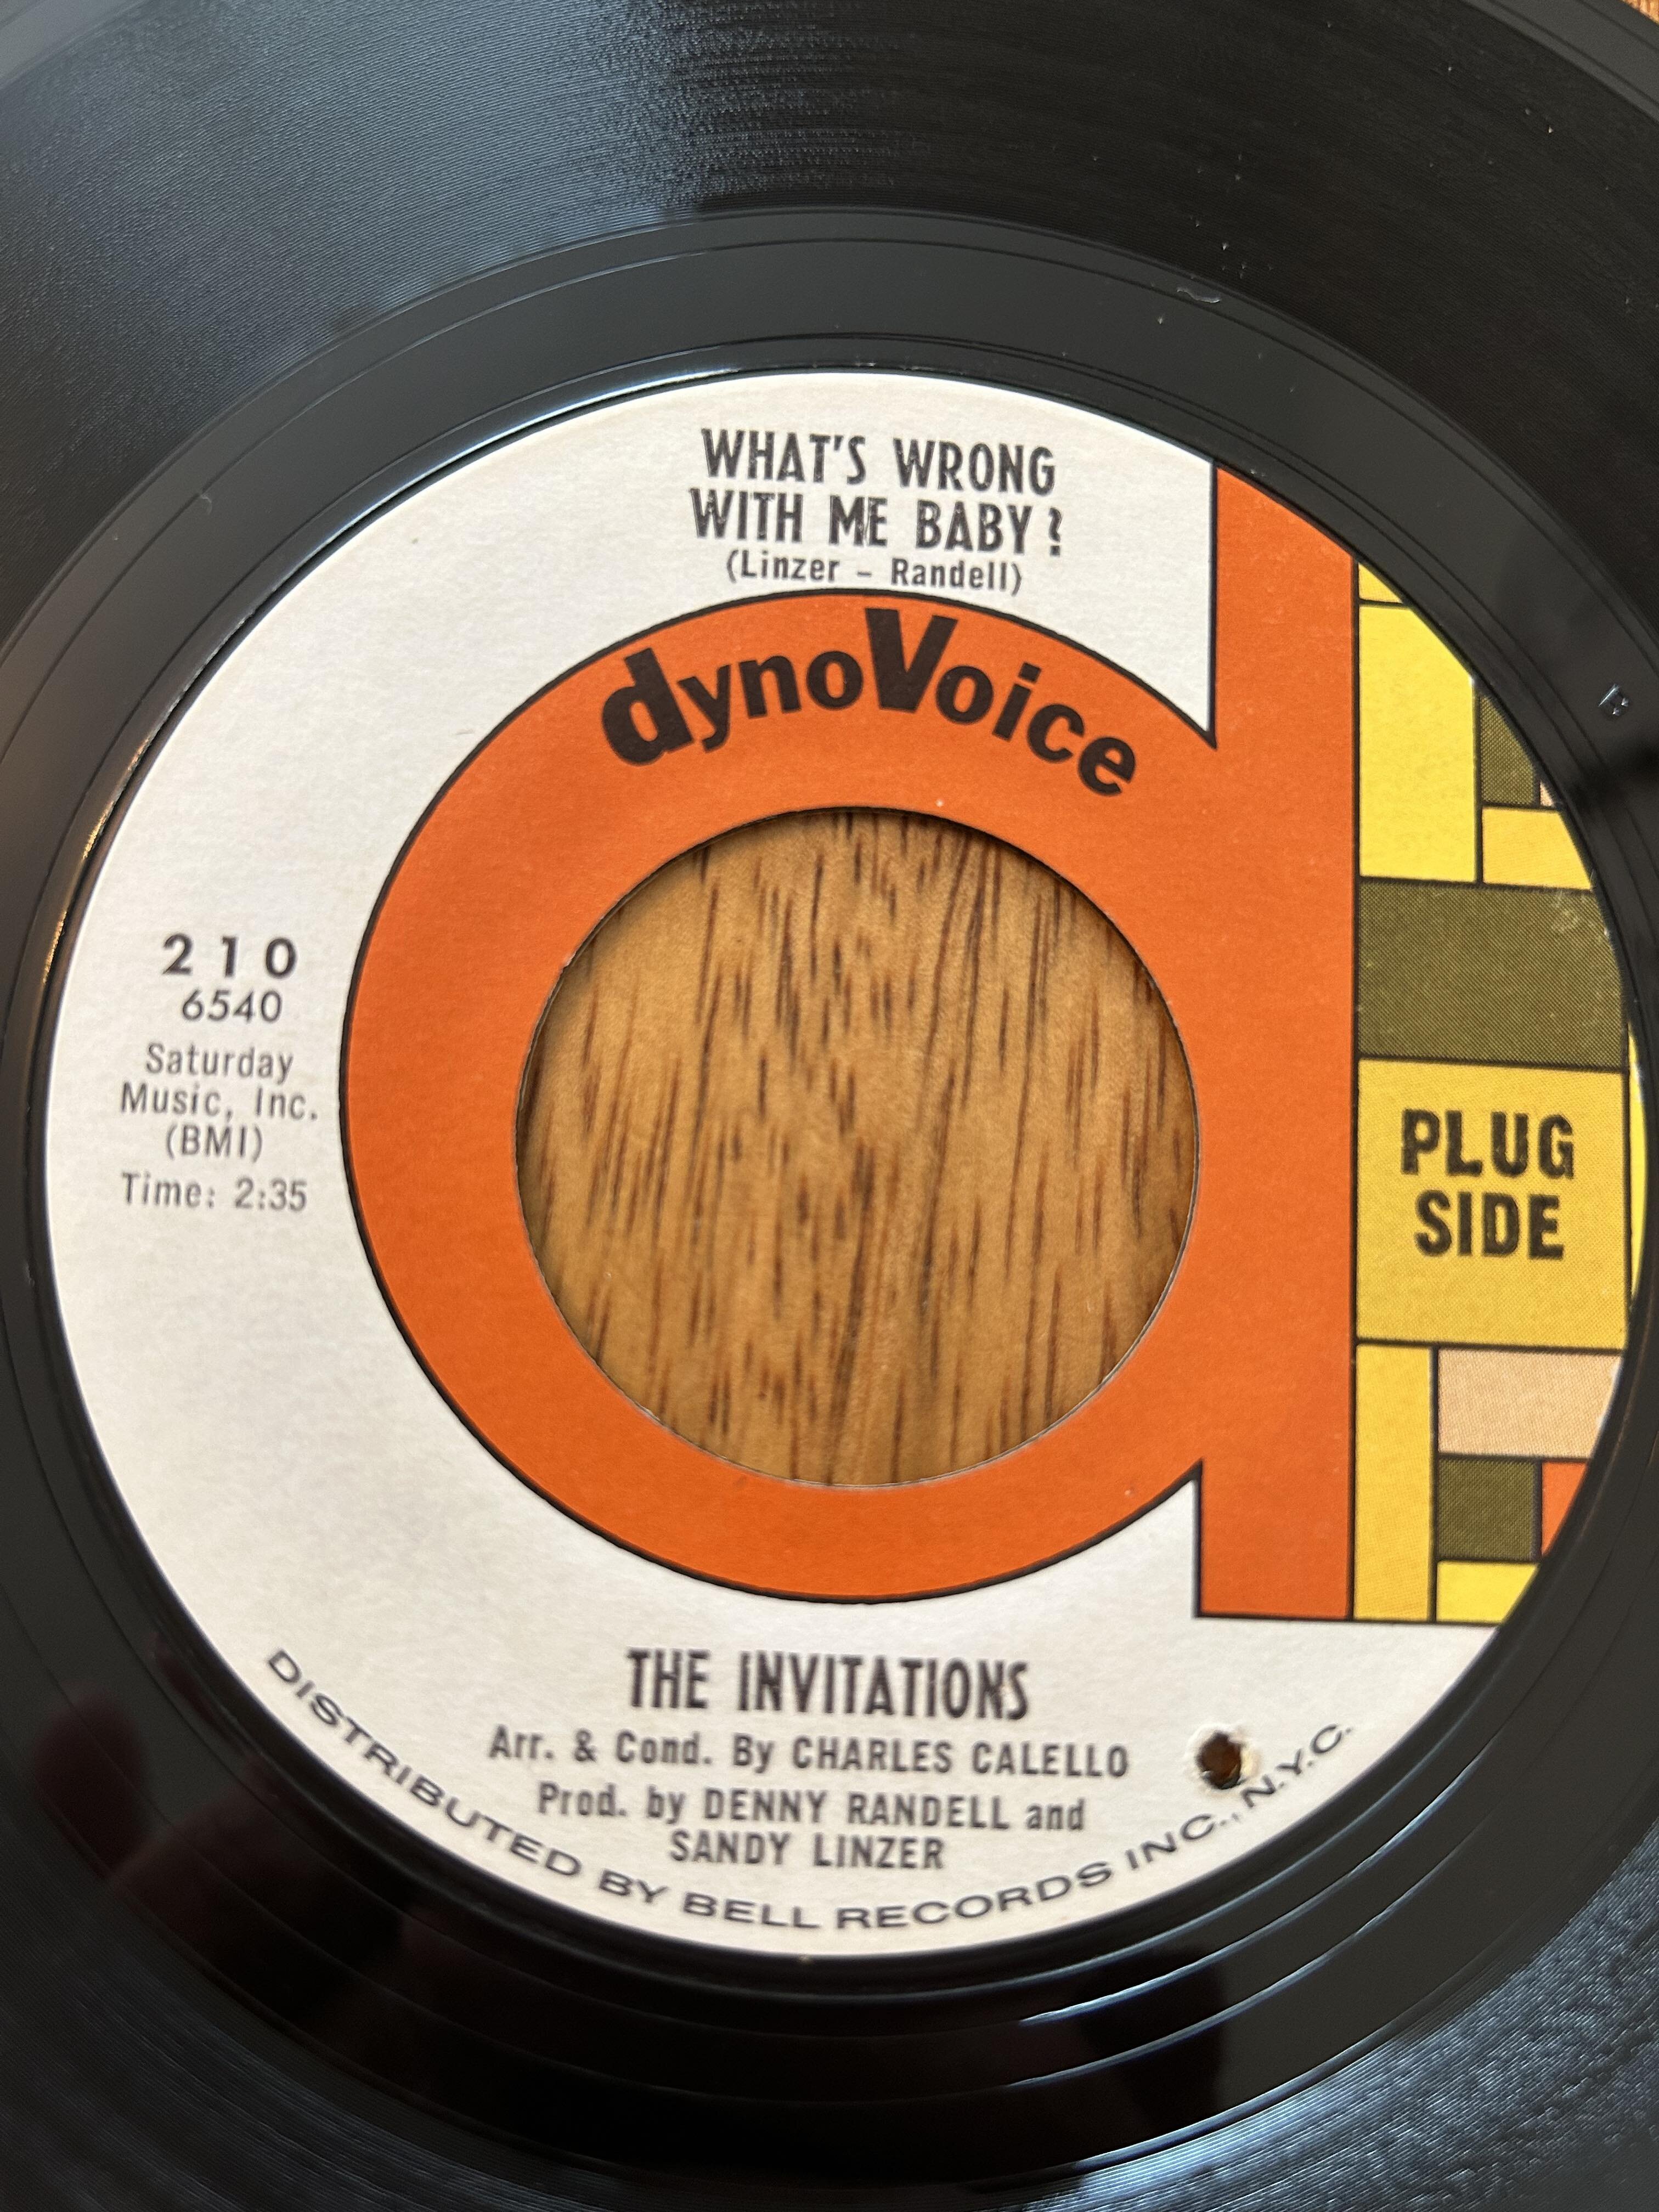 WHAT'S WRONG
WITH ME BABY?
(Linzer – Randell)
dynoVoice
210
6540
Saturday
Music, Inc.
(BMI)
Time: 2:35
PLUG
SIDE
THE INVITATIONS
Arr. & Cond. By CHARLES CALELLO
Prod. by DENNY RANDELL and
SANDY LINZER
DISTRIBUTED BY BELL RECORDS INC., N.Y.C.